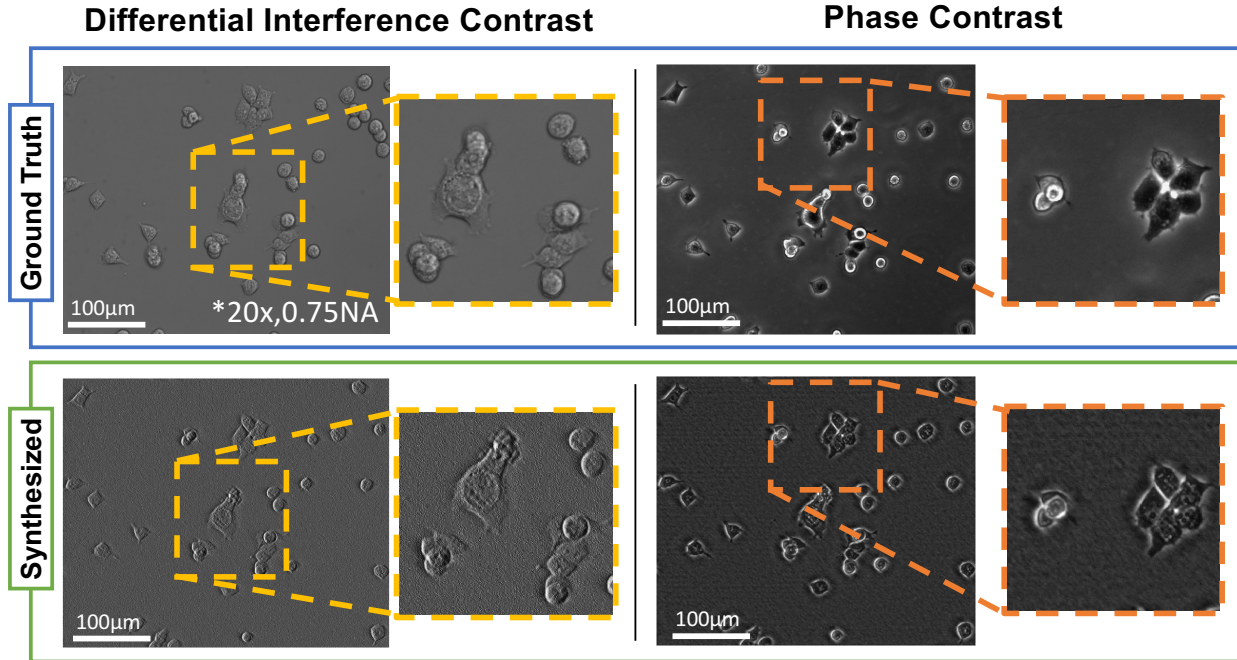 Differential Interference Contrast
Phase Contrast
Ground Truth
100μm
*20x,0.75NA
100μm
Synthesized
100μm
100μm